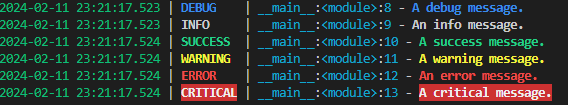 2024-02-11 23:21:17.523 | DEBUG    | __main__:<module>:8 - A debug message.
2024-02-11 23:21:17.523 | INFO     | __main__:<module>:9 - An info message.
2024-02-11 23:21:17.524 | SUCCESS  | __main__:<module>:10 - A success message.
2024-02-11 23:21:17.524 | WARNING  | __main__:<module>:11 - A warning message.
2024-02-11 23:21:17.524 | ERROR    | __main__:<module>:12 - An error message.
2024-02-11 23:21:17.524 | CRITICAL | __main__:<module>:13 - A critical message.